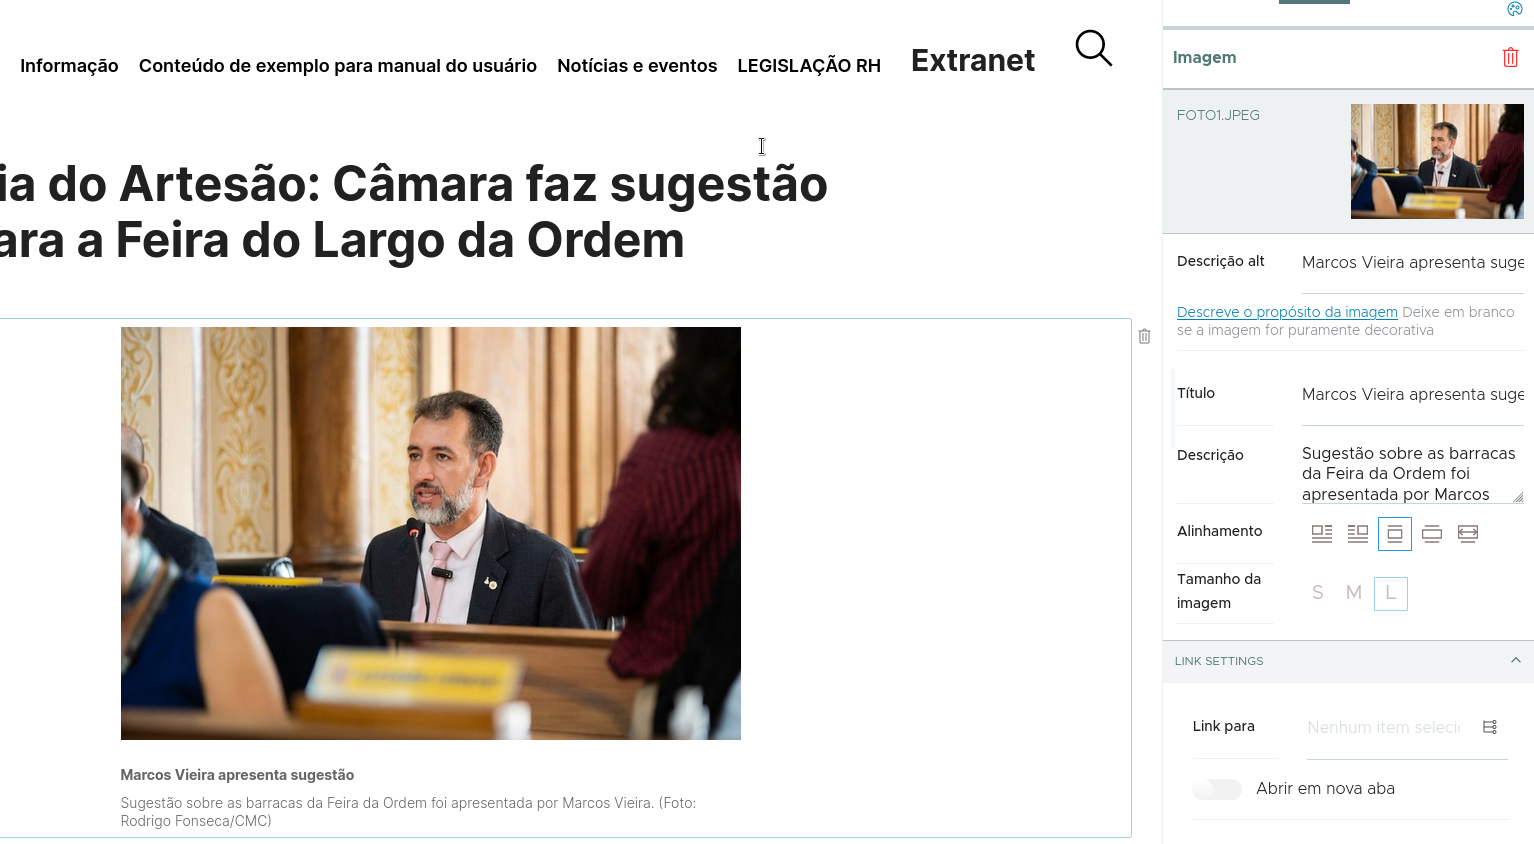 Informação Conteúdo de exemplo para manual do usuário Notícias e eventos LEGISLAÇÃO RH Extranet
ia do Artesão: Câmara faz sugestão
ara a Feira do Largo da Ordem
Marcos Vieira apresenta sugestão
Sugestão sobre as barracas da Feira da Ordem foi apresentada por Marcos Vieira. (Foto:
Rodrigo Fonseca/CMC)
Imagem
FOTO1.JPEG
Descrição alt
Marcos Vieira apresenta suge
Descreve o propósito da imagem Deixe em branco
se a imagem for puramente decorativa
Título
Marcos Vieira apresenta suge
Descrição
Sugestão sobre as barracas
da Feira da Ordem foi
apresentada por Marcos
Alinhamento
Tamanho da
imagem
S M L
LINK SETTINGS
Link para
Nenhum item seleci
Abrir em nova aba